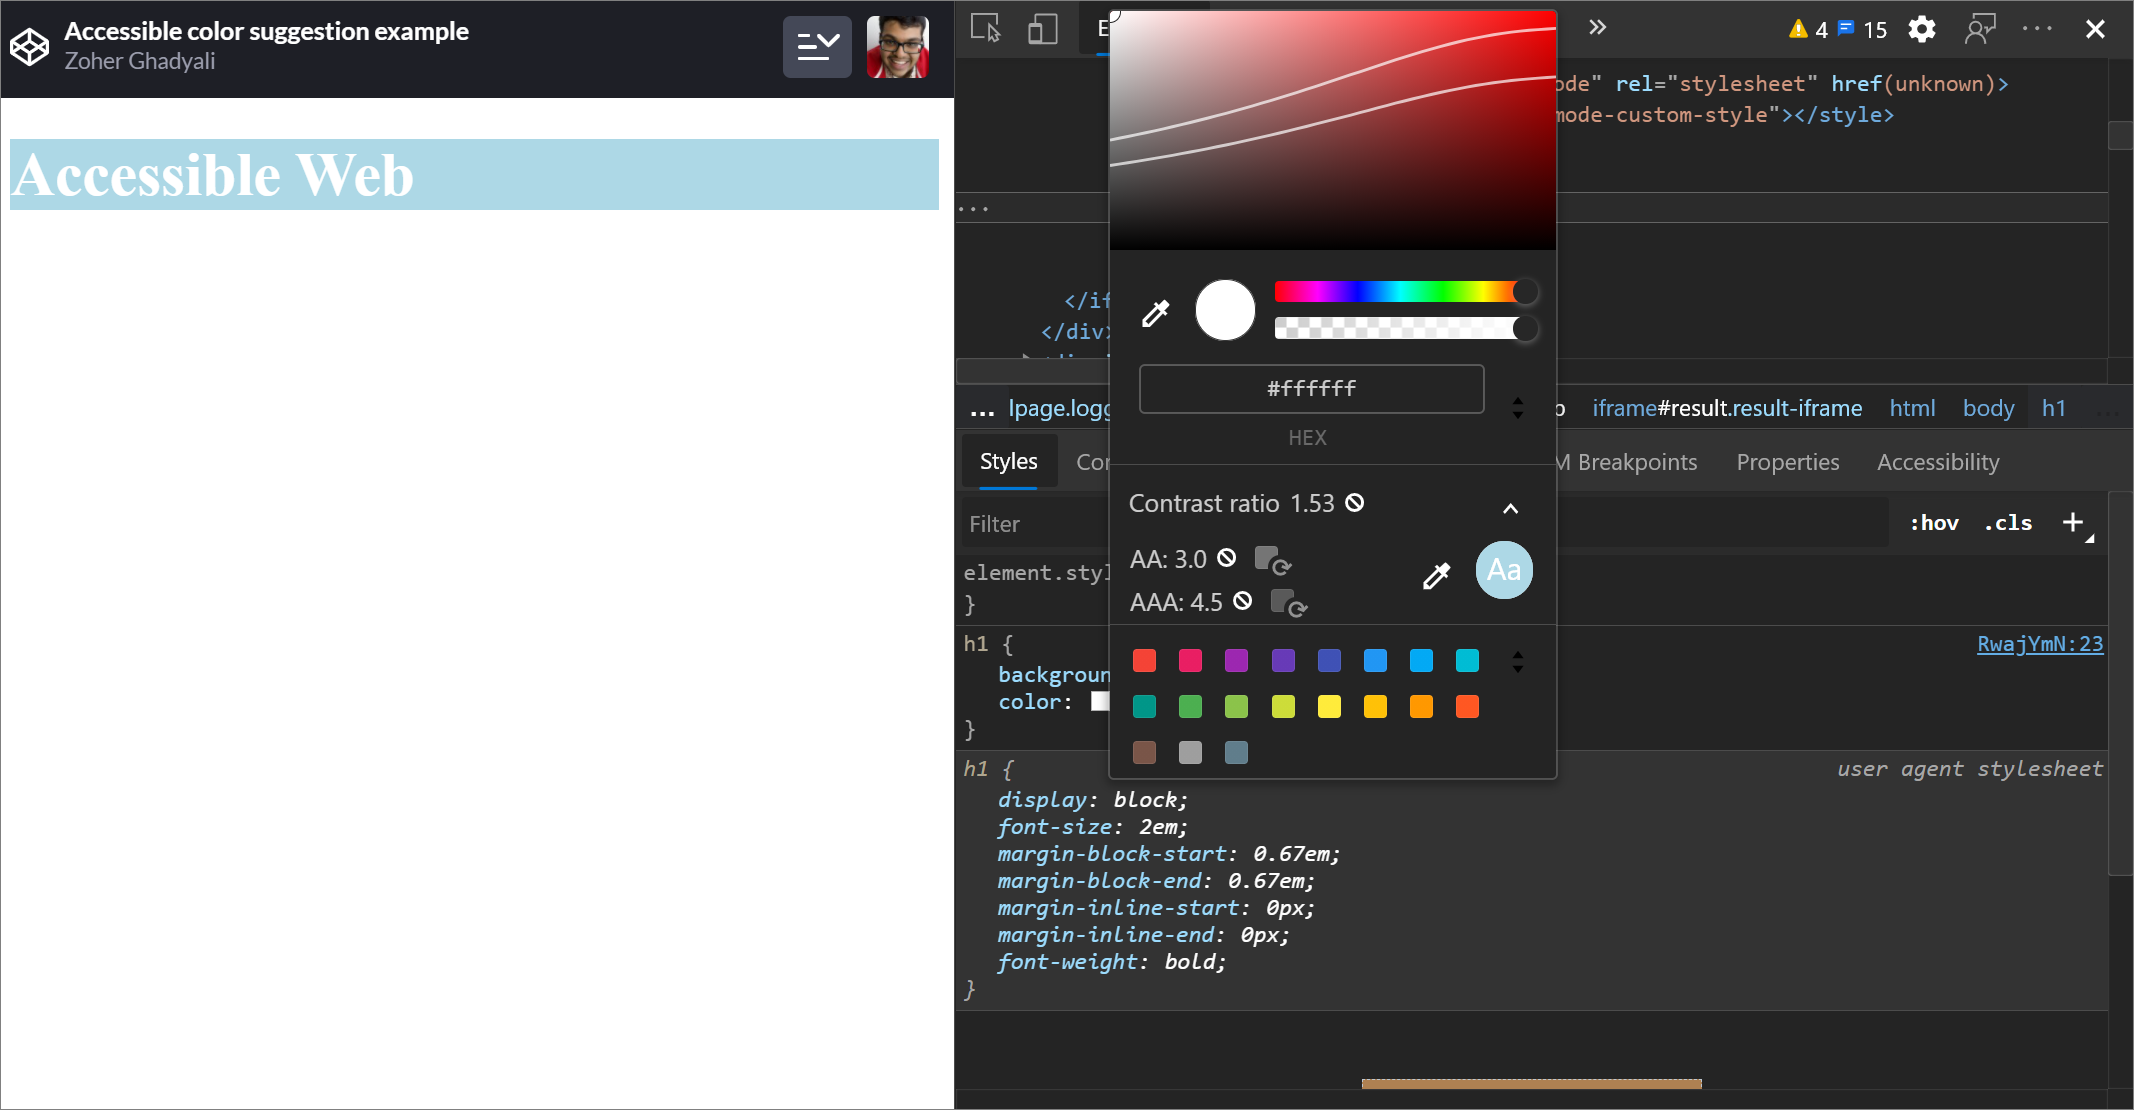 Accessible color suggestion example
Zoher Ghadyali
Accessible Web
E
4 15
ode" rel="stylesheet" href(unknown)>
mode-custom-style"></style>
...
</if
</div>
#ffffff
HEX
... lpage.logg
iframe#result.result-iframe html body h1 ...
Styles
M Breakpoints Properties Accessibility
Contrast ratio 1.53
Filter
:hov .cls +
AA: 3.0
AAA: 4.5
Aa
element.styl
}
h1 {
RwajYmN:23
backgroun
color:
}
h1 {
user agent stylesheet
display: block;
font-size: 2em;
margin-block-start: 0.67em;
margin-block-end: 0.67em;
margin-inline-start: 0px;
margin-inline-end: 0px;
font-weight: bold;
}